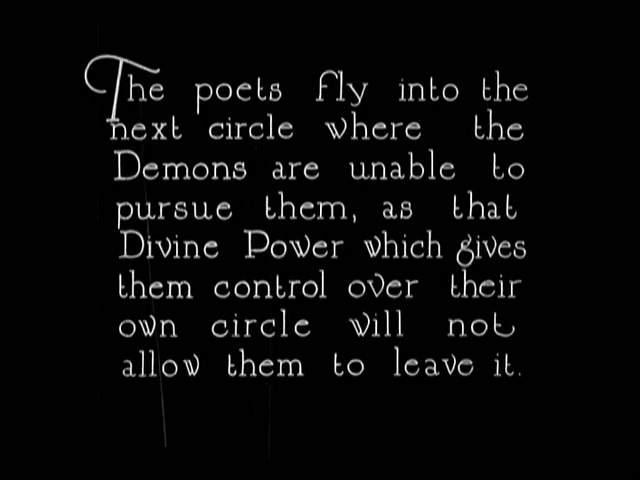 The poets fly into the
next circle where the
Demons are unable to
pursue them, as that
Divine Power which gives
them control over their
own circle will not
allow them to leave it.